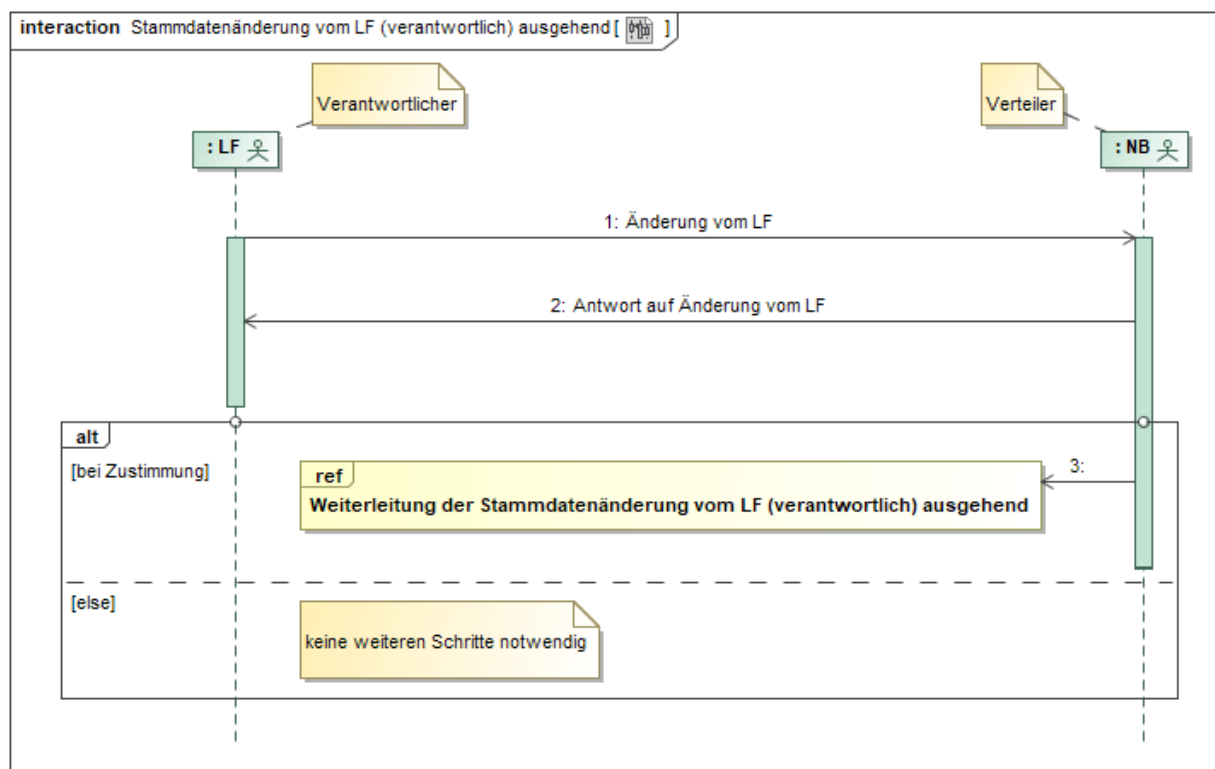 interaction Stammdatenänderung vom LF (verantwortlich) ausgehend [ ]
Verantwortlicher
Verteiler
: LF
: NB
1: Änderung vom LF
2: Antwort auf Änderung vom LF
alt
[bei Zustimmung]
ref
3:
Weiterleitung der Stammdatenänderung vom LF (verantwortlich) ausgehend
[else]
keine weiteren Schritte notwendig